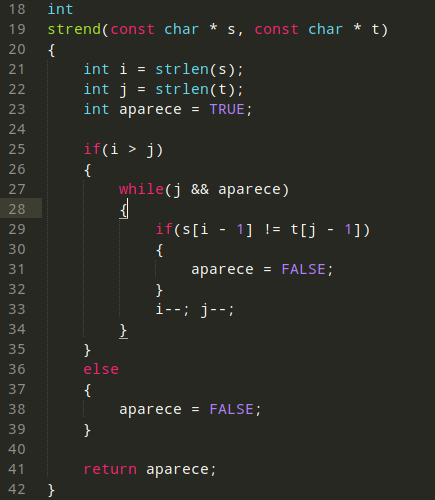 18 int
19 strend(const char * s, const char * t)
20 {
21     int i = strlen(s);
22     int j = strlen(t);
23     int aparece = TRUE;
24
25     if(i > j)
26     {
27         while(j && aparece)
28         {
29             if(s[i - 1] != t[j - 1])
30             {
31                 aparece = FALSE;
32             }
33             i--; j--;
34         }
35     }
36     else
37     {
38         aparece = FALSE;
39     }
40
41     return aparece;
42 }